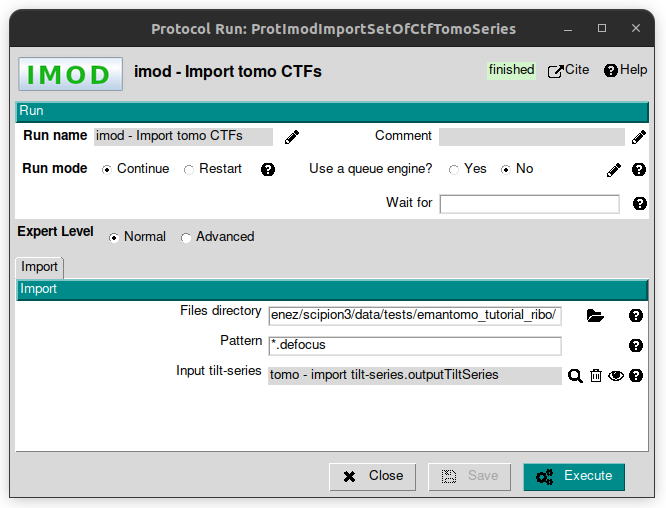 Protocol Run: ProtImodImportSetOfCtfTomoSeries
IMOD imod - Import tomo CTFs finished Cite Help
Run
Run name imod - Import tomo CTFs Comment
Run mode Continue Restart Use a queue engine? Yes No
Wait for
Expert Level Normal Advanced
Import
Import
Files directory enez/scipion3/data/tests/emantomo_tutorial_ribo/
Pattern *.defocus
Input tilt-series tomo - import tilt-series.outputTiltSeries
Close Save Execute